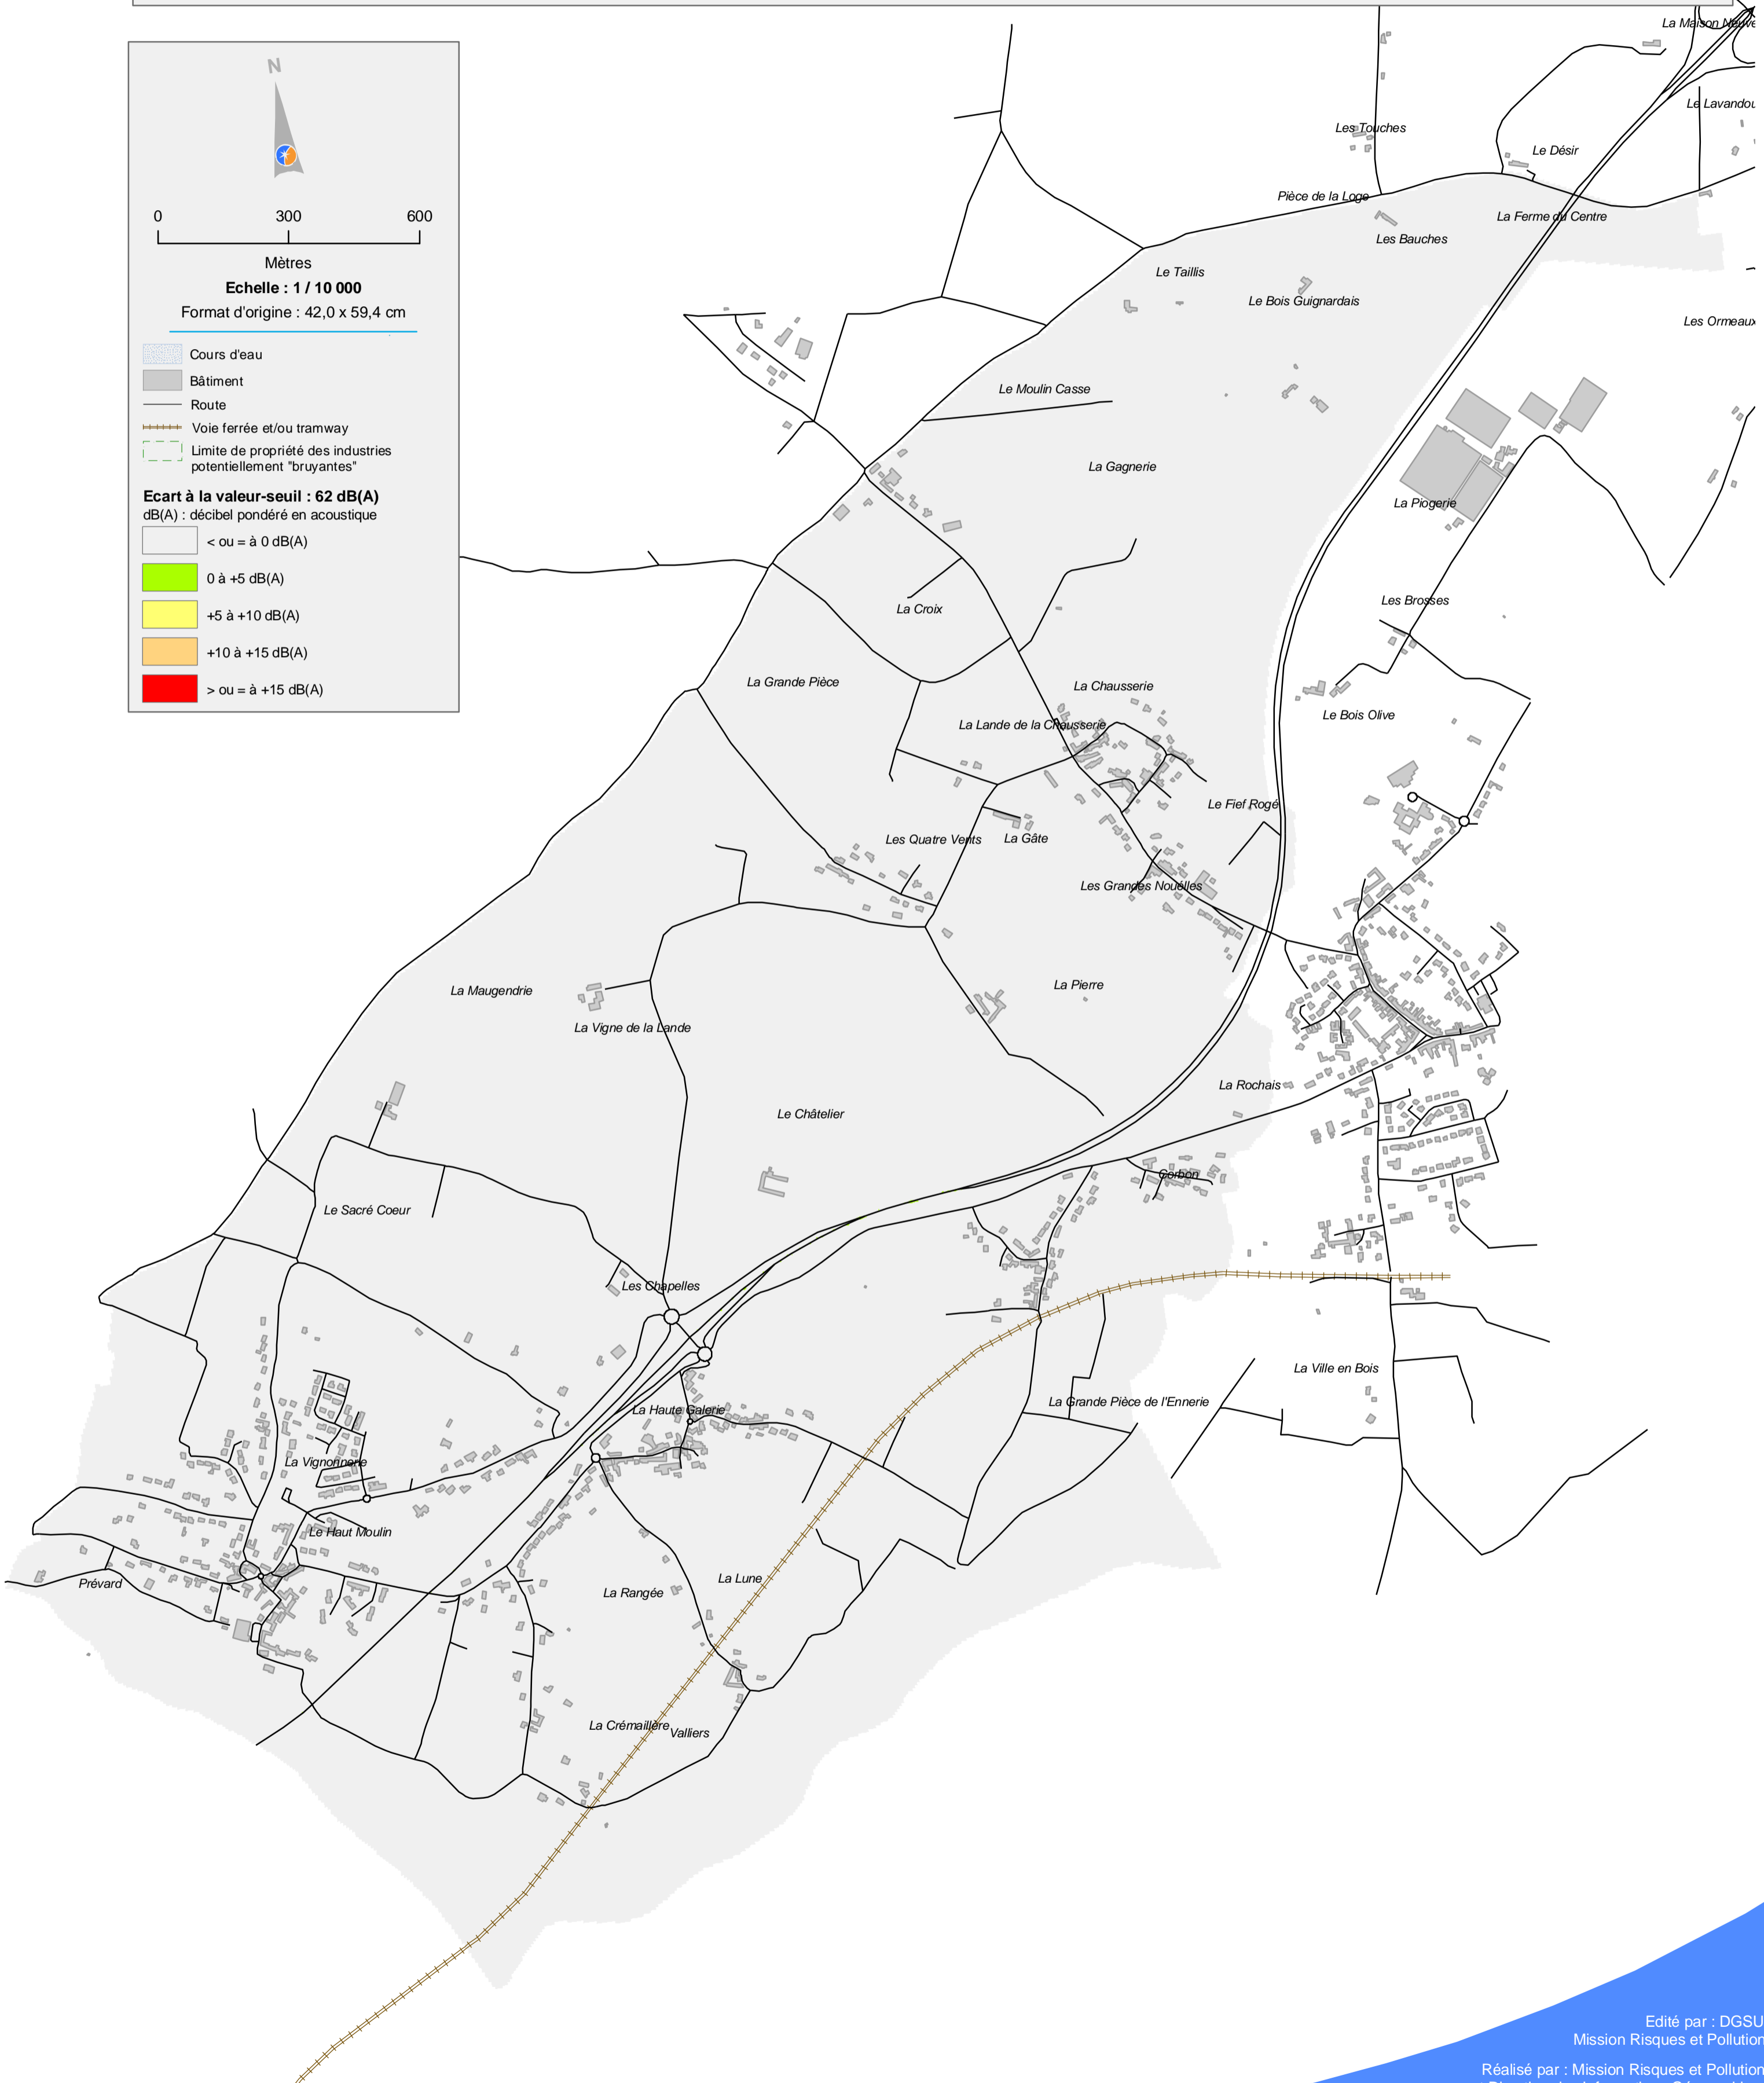 N
0 300 600
Mètres
Echelle : 1 / 10 000
Format d'origine : 42,0 x 59,4 cm
Cours d'eau
Bâtiment
Route
Voie ferrée et/ou tramway
Limite de propriété des industries
potentiellement "bruyantes"
Ecart à la valeur-seuil : 62 dB(A)
dB(A) : décibel pondéré en acoustique
< ou = à 0 dB(A)
0 à +5 dB(A)
+5 à +10 dB(A)
+10 à +15 dB(A)
> ou = à +15 dB(A)
La Maison Neuve
Le Lavandou
Les Touches
Le Désir
Pièce de la Loge
La Ferme du Centre
Les Bauches
Le Taillis
Le Bois Guignardais
Les Ormeaux
Le Moulin Casse
La Gagnerie
La Piogerie
Les Brosses
La Croix
La Grande Pièce
La Chausserie
Le Bois Olive
La Lande de la Chausserie
Le Fief Rogé
Les Quatre Vents
La Gâte
Les Grandes Nouëlles
La Maugendrie
La Pierre
La Vigne de la Lande
La Rochais
Le Châtelier
Corbon
Le Sacré Coeur
Les Chapelles
La Ville en Bois
La Haute Galerie
La Grande Pièce de l'Ennerie
La Vignonnerie
Le Haut Moulin
Prévard
La Lune
La Rangée
La Crémaillère
Valliers
Edité par : DGSU
Mission Risques et Pollution
Réalisé par : Mission Risques et Pollution